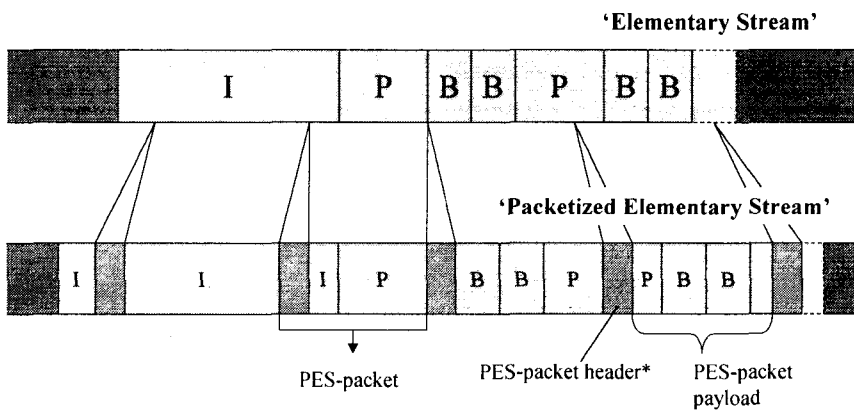 'Elementary Stream'
I P B B P B B
'Packetized Elementary Stream'
I I I P B B P P B B
PES-packet
PES-packet header*
PES-packet
payload